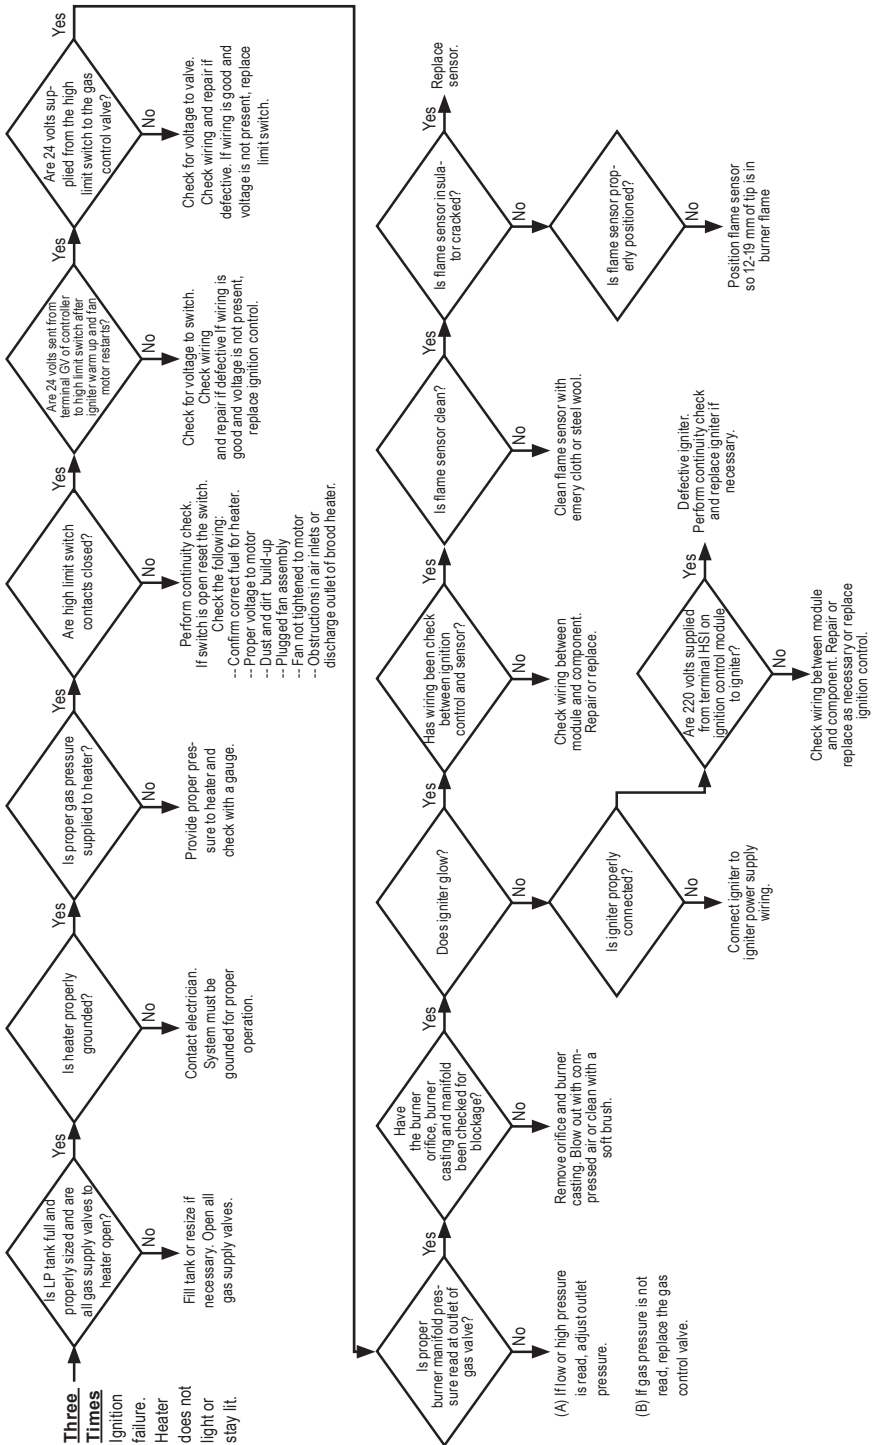 Three
Times
Ignition
failure.
Heater
does not
light or
stay lit.
Is LP tank full and
properly sized and are
all gas supply valves to
heater open?
Yes
No
Fill tank or resize if
necessary. Open all
gas supply valves.
Is heater properly
grounded?
Yes
No
Contact electrician.
System must be
gounded for proper
operation.
Is proper gas pressure
supplied to heater?
Yes
No
Provide proper pres-
sure to heater and
check with a gauge.
Are high limit switch
contacts closed?
Yes
No
Perform continuity check.
If switch is open reset the switch.
Check the following:
-- Confirm correct fuel for heater.
-- Proper voltage to motor
-- Dust and dirt build-up
-- Plugged fan assembly
-- Fan not tightened to motor
-- Obstructions in air inlets or
discharge outlet of brood heater.
Are 24 volts sent from
terminal GV of controller
to high limit switch after
igniter warm up and fan
motor restarts?
Yes
No
Check for voltage to switch.
Check wiring
and repair if defective If wiring is
good and voltage is not present,
replace ignition control.
Are 24 volts sup-
plied from the high
limit switch to the gas
control valve?
Yes
No
Check for voltage to valve.
Check wiring and repair if
defective. If wiring is good and
voltage is not present, replace
limit switch.
Is proper
burner manifold pres-
sure read at outlet of
gas valve?
Yes
No
(A) If low or high pressure
is read, adjust outlet
pressure.
(B) If gas pressure is not
read, replace the gas
control valve.
Have
the burner
orifice, burner
casting and manifold
been checked for
blockage?
Yes
No
Remove orifice and burner
casting. Blow out with com-
pressed air or clean with a
soft brush.
Does igniter glow?
Yes
No
Is igniter properly
connected?
No
Connect igniter to
igniter power supply
wiring.
Has wiring been check
between ignition
control and sensor?
Yes
No
Check wiring between
module and component.
Repair or replace.
Are 220 volts supplied
from terminal HSI on
ignition control module
to igniter?
Yes
Defective igniter.
Perform continuity check
and replace igniter if
necessary.
No
Check wiring between module
and component. Repair or
replace as necessary or replace
ignition control.
Is flame sensor clean?
Yes
No
Clean flame sensor with
emery cloth or steel wool.
Is flame sensor insula-
tor cracked?
Yes
Replace
sensor.
No
Is flame sensor prop-
erly positioned?
No
Position flame sensor
so 12-19 mm of tip is in
burner flame